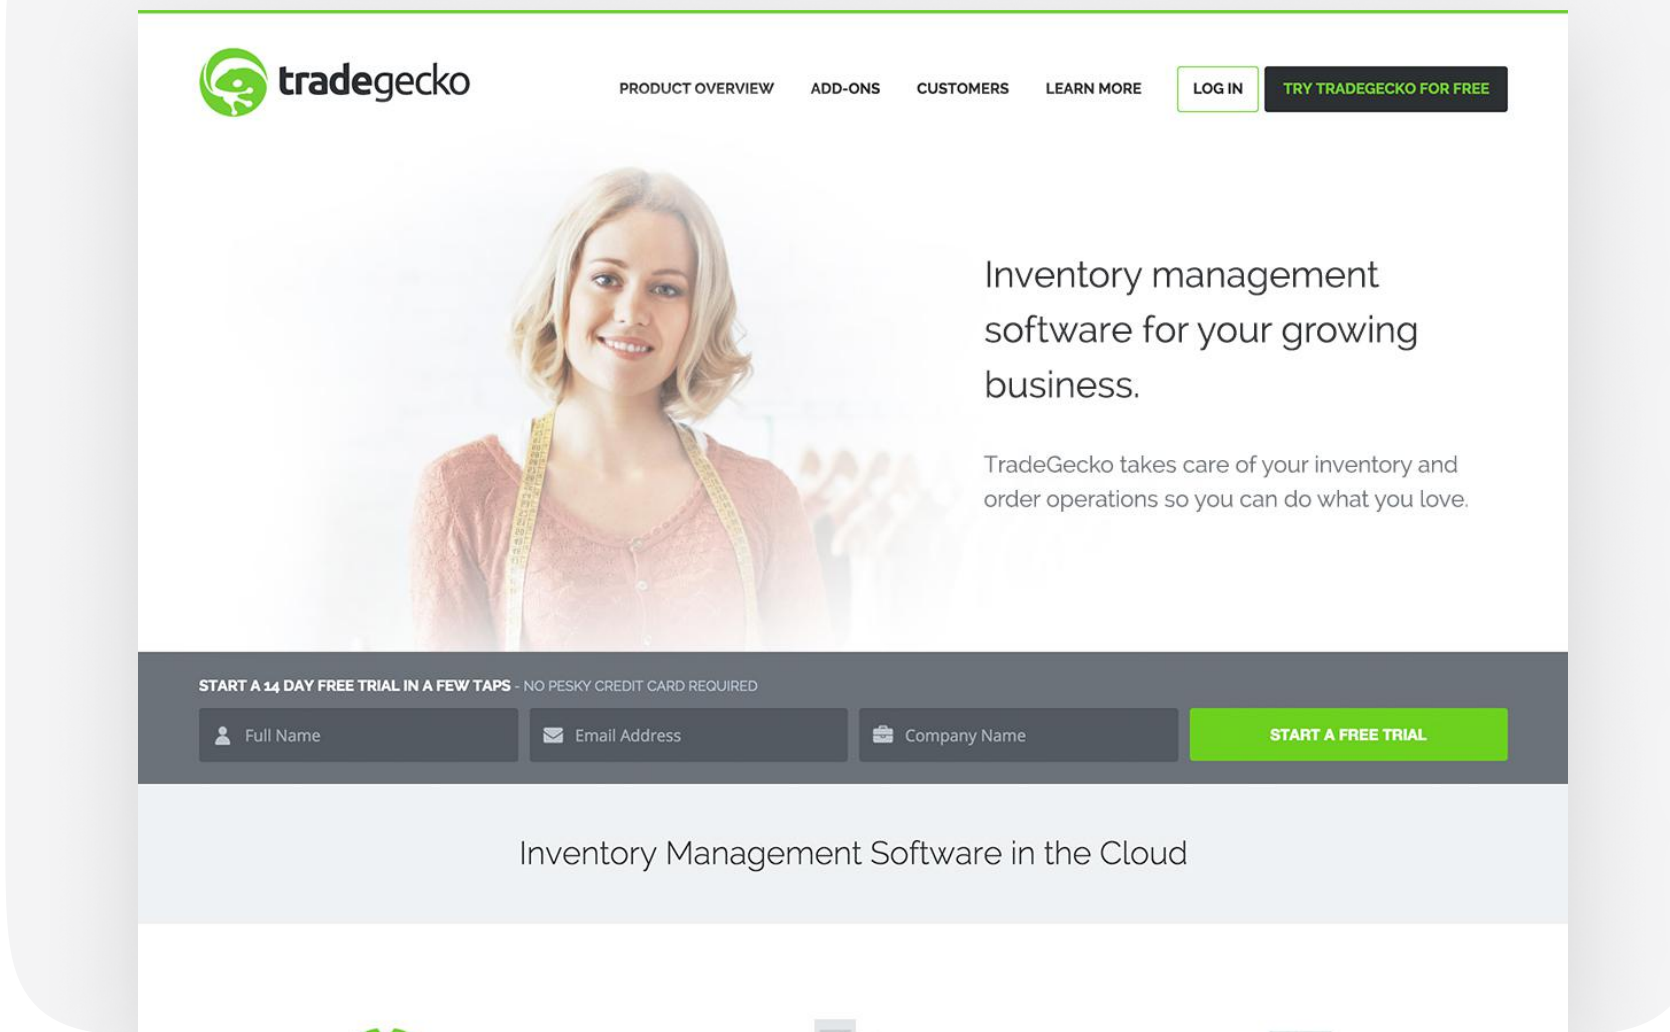 tradegecko
PRODUCT OVERVIEW
ADD-ONS
CUSTOMERS
LEARN MORE
LOG IN
TRY TRADEGECKO FOR FREE
Inventory management
software for your growing
business.
TradeGecko takes care of your inventory and
order operations so you can do what you love.
START A 14 DAY FREE TRIAL IN A FEW TAPS - NO PESKY CREDIT CARD REQUIRED
Full Name
Email Address
Company Name
START A FREE TRIAL
Inventory Management Software in the Cloud